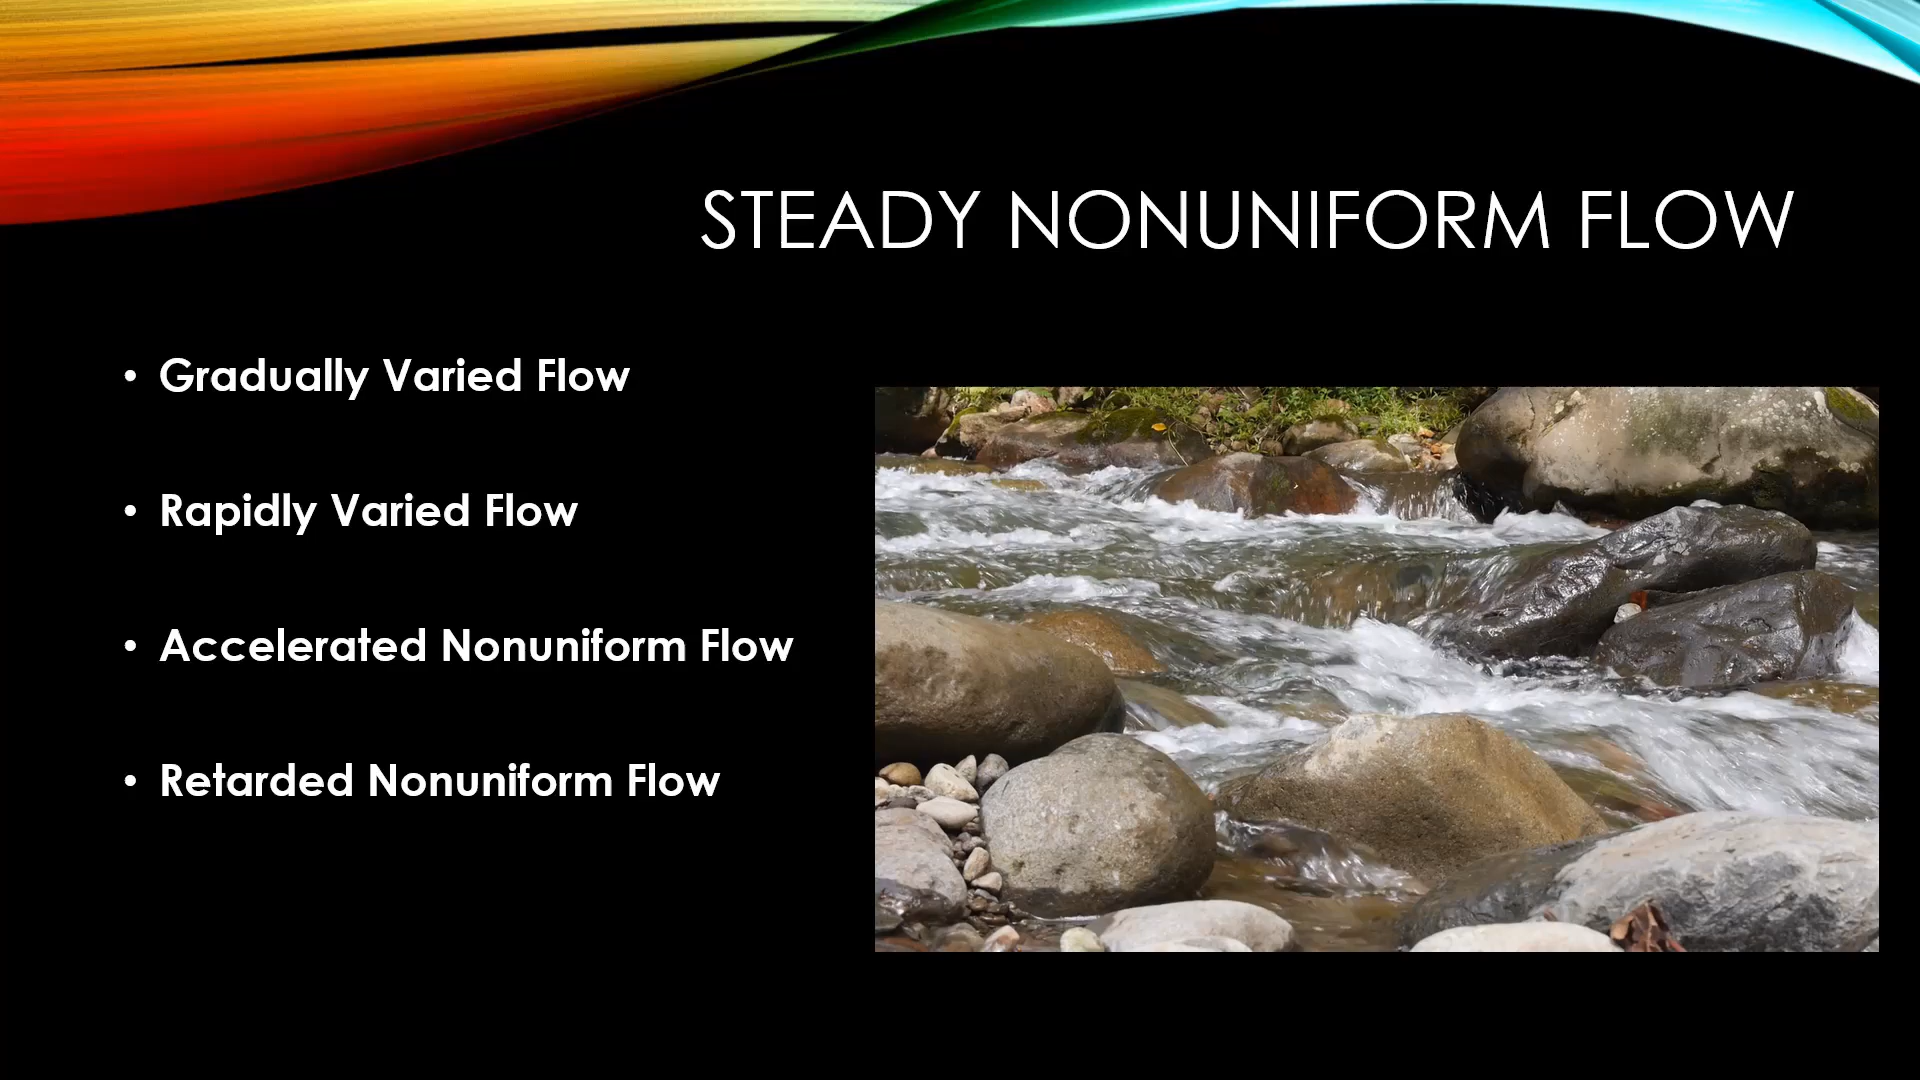 STEADY NONUNIFORM FLOW
• Gradually Varied Flow
• Rapidly Varied Flow
• Accelerated Nonuniform Flow
• Retarded Nonuniform Flow